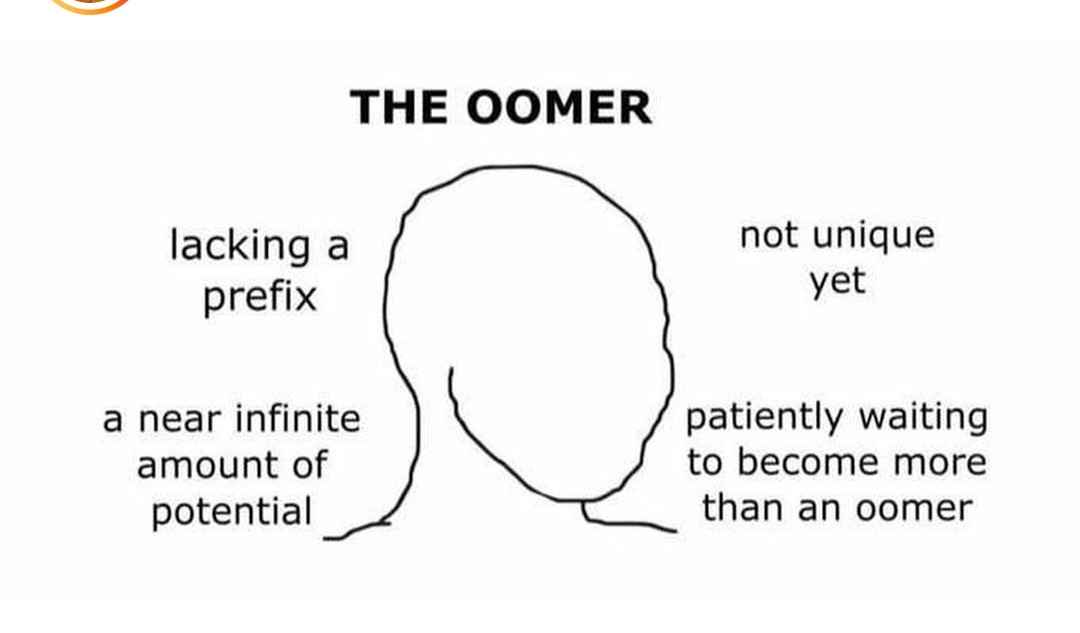 THE OOMER
lacking a
prefix
not unique
yet
a near infinite
amount of
potential
patiently waiting
to become more
than an oomer